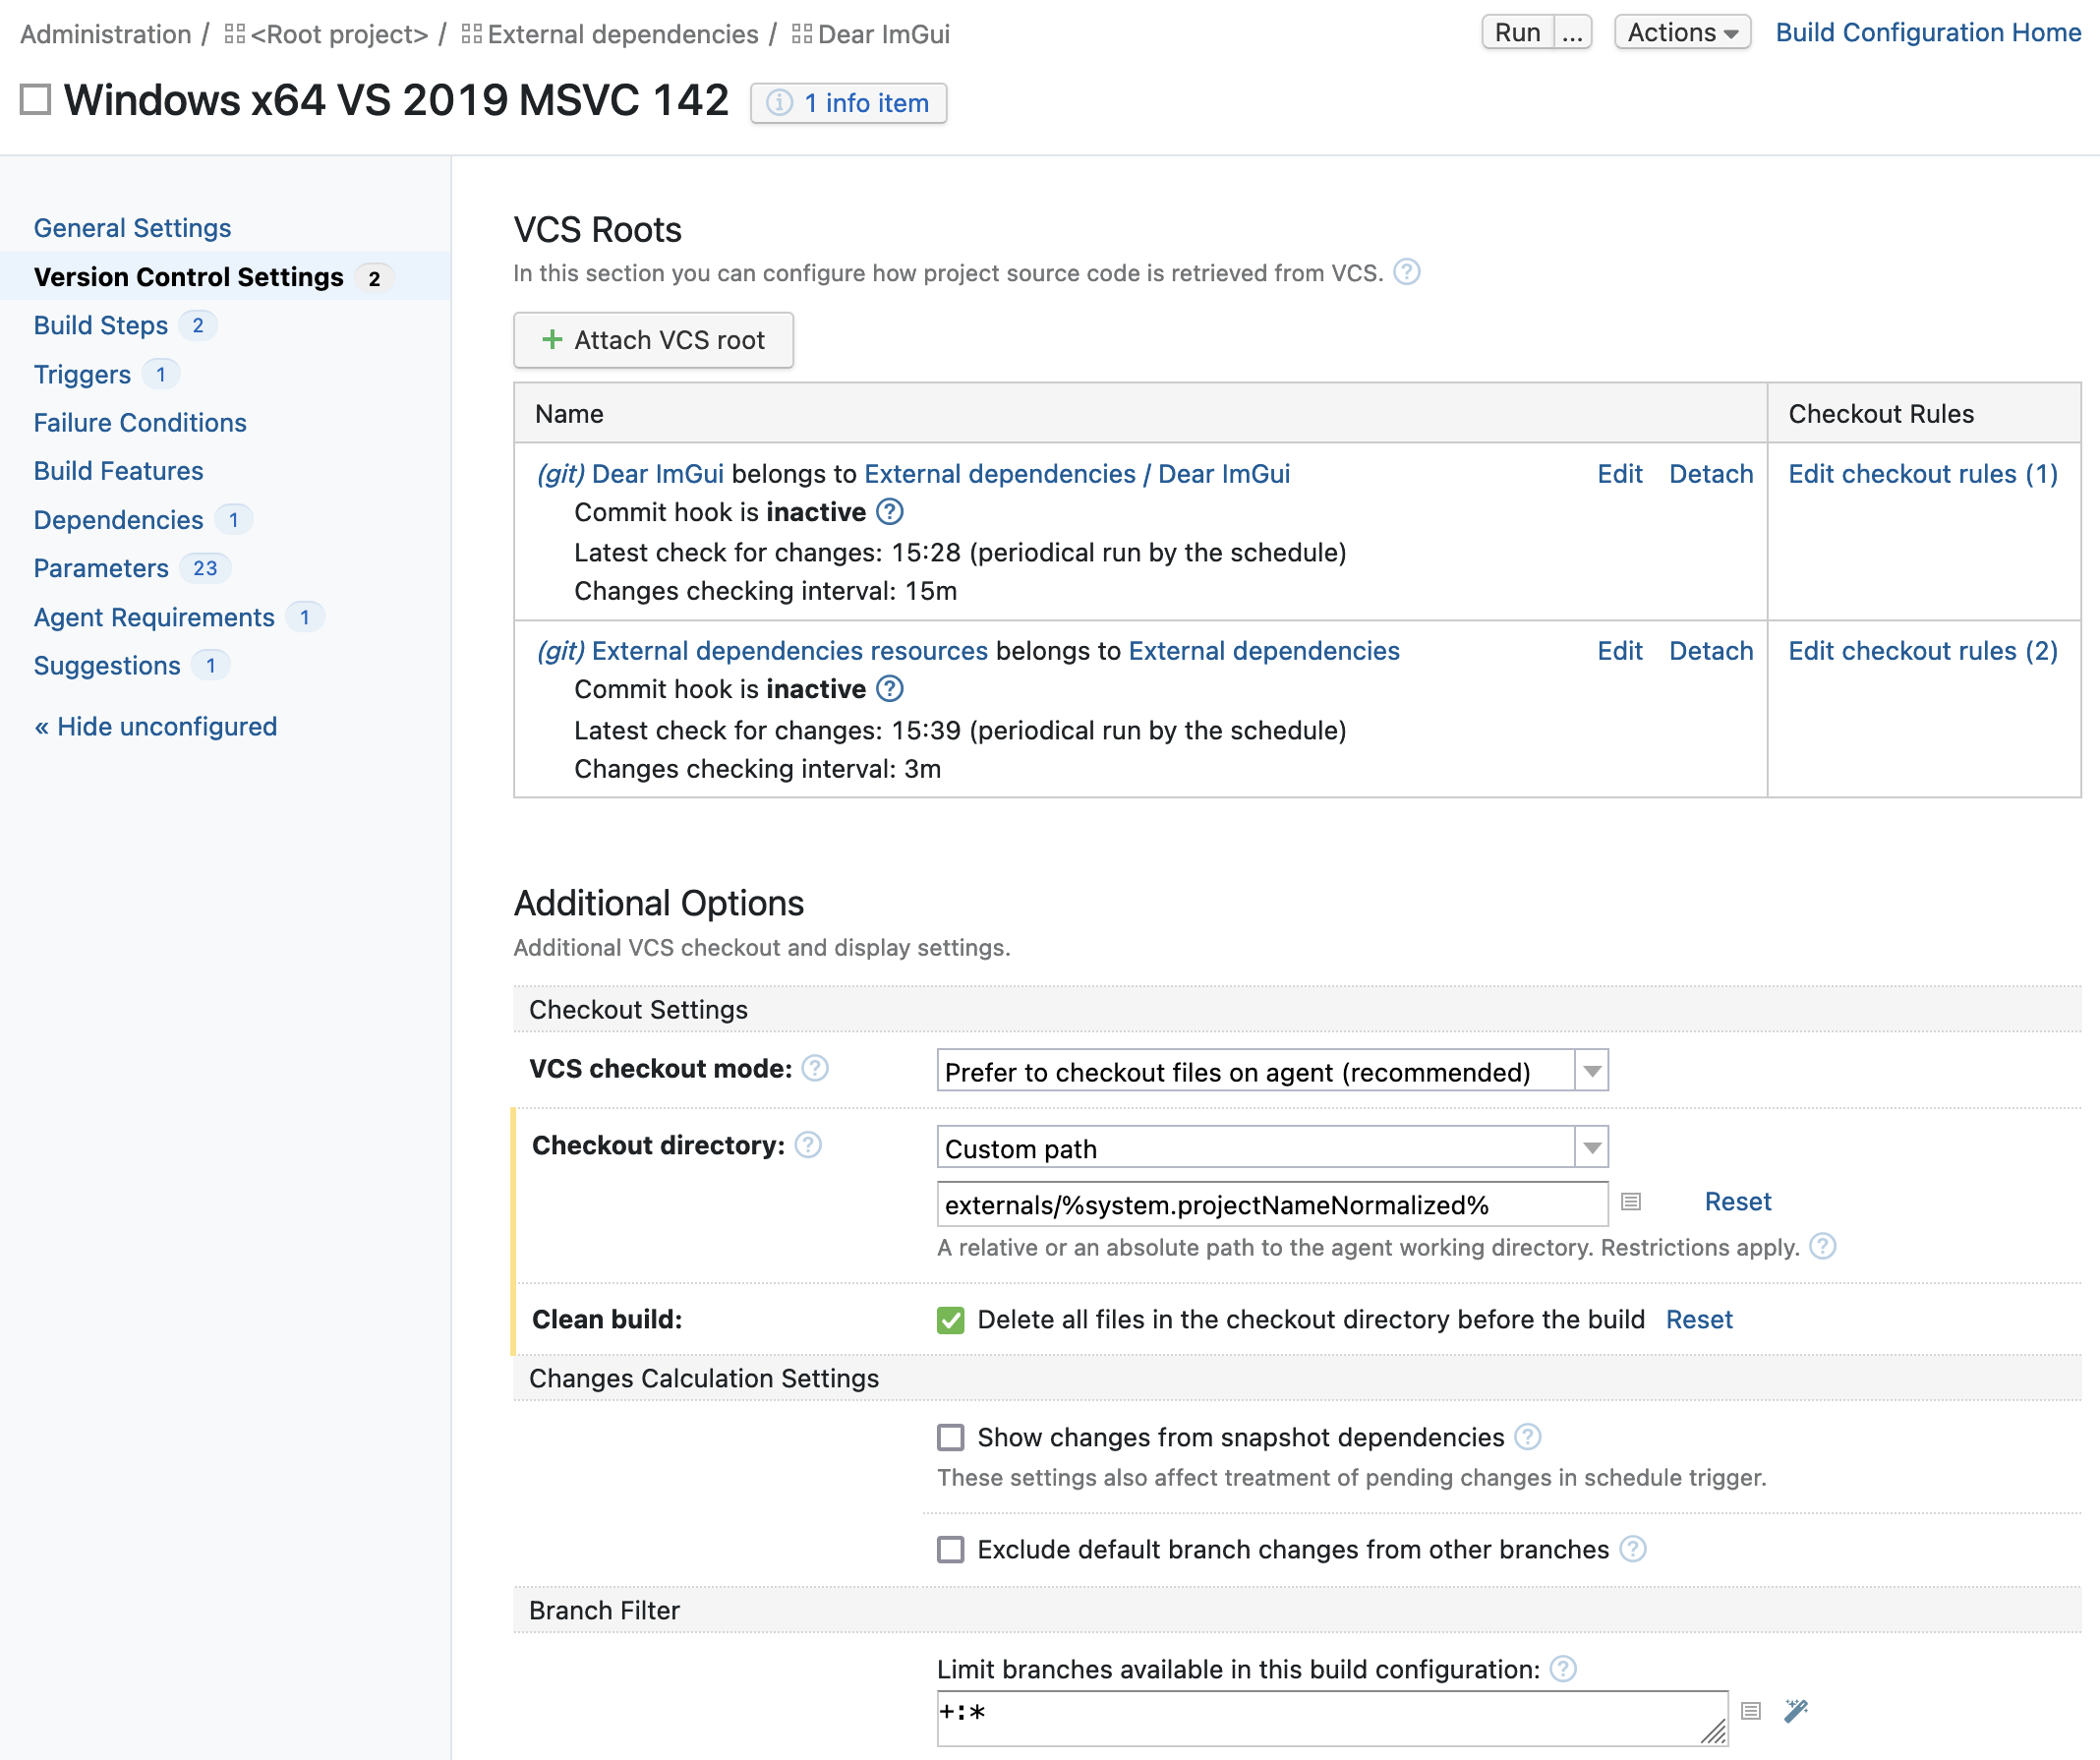 Administration / <Root project> / External dependencies / Dear ImGui
Run ... Actions Build Configuration Home
Windows x64 VS 2019 MSVC 142 1 info item
General Settings
Version Control Settings 2
Build Steps 2
Triggers 1
Failure Conditions
Build Features
Dependencies 1
Parameters 23
Agent Requirements 1
Suggestions 1
« Hide unconfigured
VCS Roots
In this section you can configure how project source code is retrieved from VCS. ?
+ Attach VCS root
Name Checkout Rules
(git) Dear ImGui belongs to External dependencies / Dear ImGui Edit Detach Edit checkout rules (1)
Commit hook is inactive ?
Latest check for changes: 15:28 (periodical run by the schedule)
Changes checking interval: 15m
(git) External dependencies resources belongs to External dependencies Edit Detach Edit checkout rules (2)
Commit hook is inactive ?
Latest check for changes: 15:39 (periodical run by the schedule)
Changes checking interval: 3m
Additional Options
Additional VCS checkout and display settings.
Checkout Settings
VCS checkout mode: ? Prefer to checkout files on agent (recommended)
Checkout directory: ? Custom path
externals/%system.projectNameNormalized% Reset
A relative or an absolute path to the agent working directory. Restrictions apply. ?
Clean build: Delete all files in the checkout directory before the build Reset
Changes Calculation Settings
Show changes from snapshot dependencies ?
These settings also affect treatment of pending changes in schedule trigger.
Exclude default branch changes from other branches ?
Branch Filter
Limit branches available in this build configuration: ?
+:*